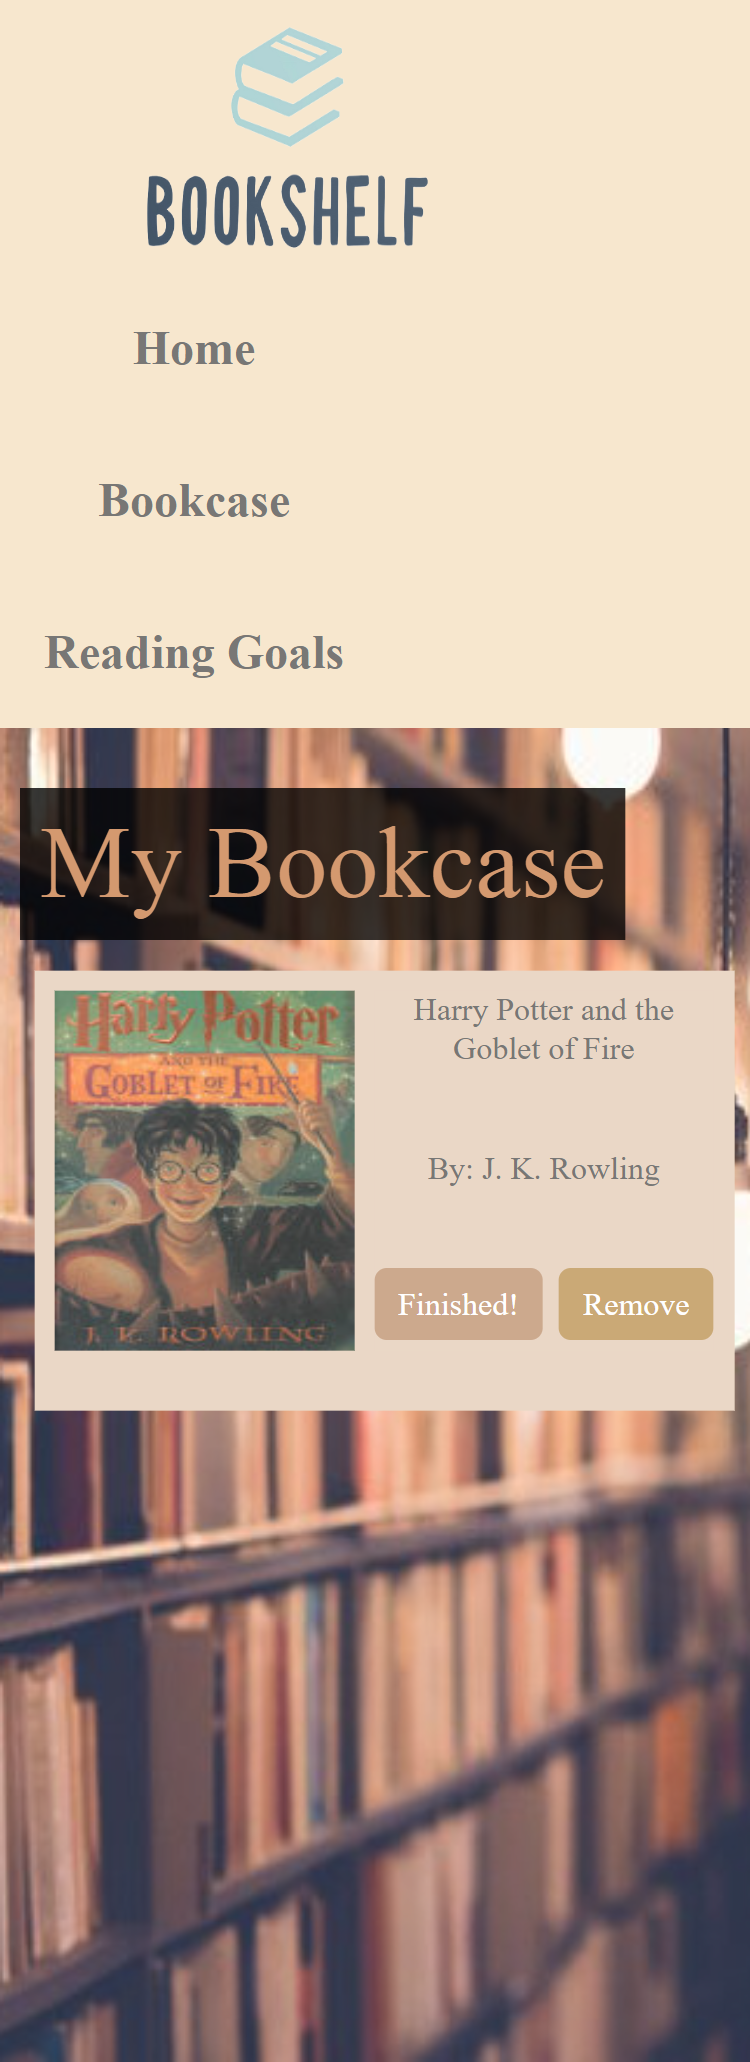 BOOKSHELF
Home
Bookcase
Reading Goals
My Bookcase
Harry Potter
AND THE
GOBLET OF FIRE
J. K. ROWLING
Harry Potter and the
Goblet of Fire
By: J. K. Rowling
Finished!
Remove